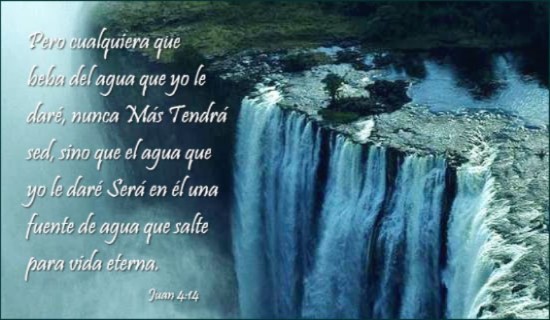 Pero cualquiera que
beba del agua que yo le
daré, nunca Más Tendrá
sed, sino que el agua que
yo le daré Será en él una
fuente de agua que salte
para vida eterna.
Juan 4:14